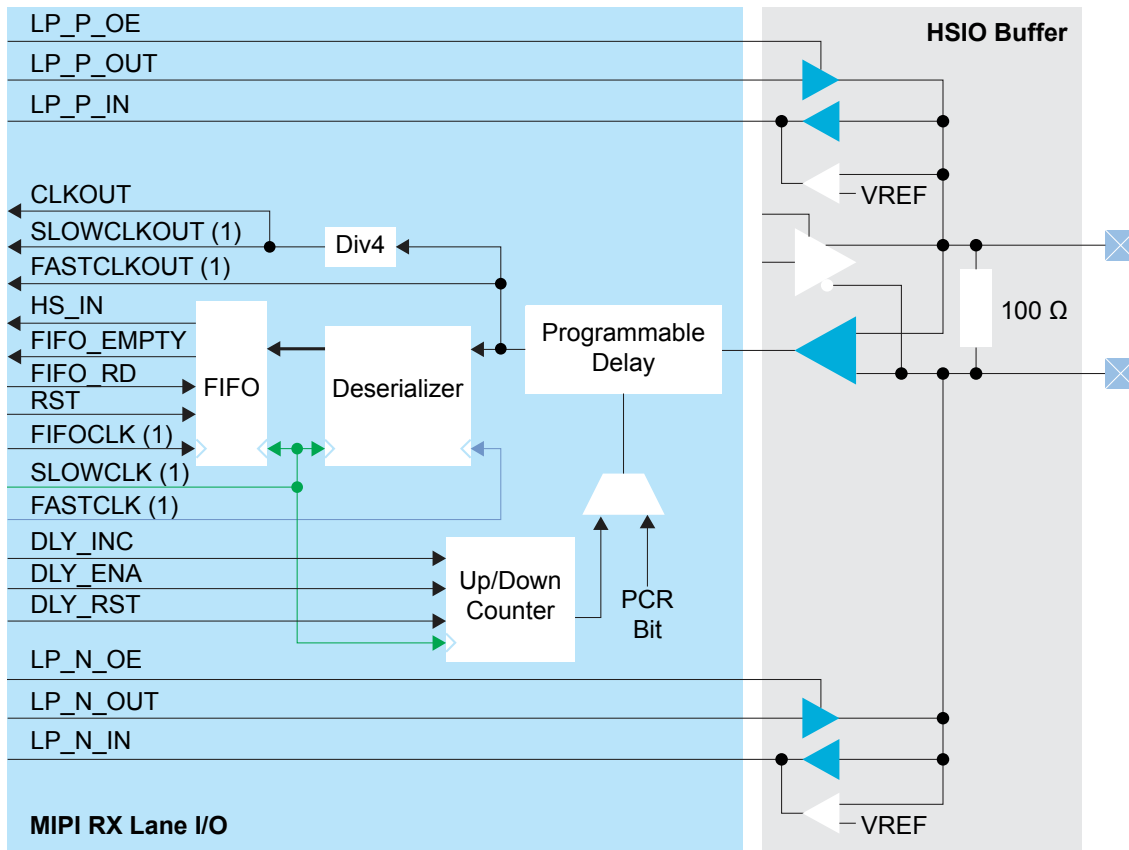 LP_P_OE
HSIO Buffer
LP_P_OUT
LP_P_IN
CLKOUT
VREF
SLOWCLKOUT (1)
Div4
FASTCLKOUT (1)
HS_IN
100 Ω
FIFO_EMPTY
Programmable
Delay
FIFO_RD
FIFO
Deserializer
RST
FIFOCLK (1)
SLOWCLK (1)
FASTCLK (1)
DLY_INC
DLY_ENA
Up/Down
Counter
DLY_RST
PCR
Bit
LP_N_OE
LP_N_OUT
LP_N_IN
MIPI RX Lane I/O
VREF